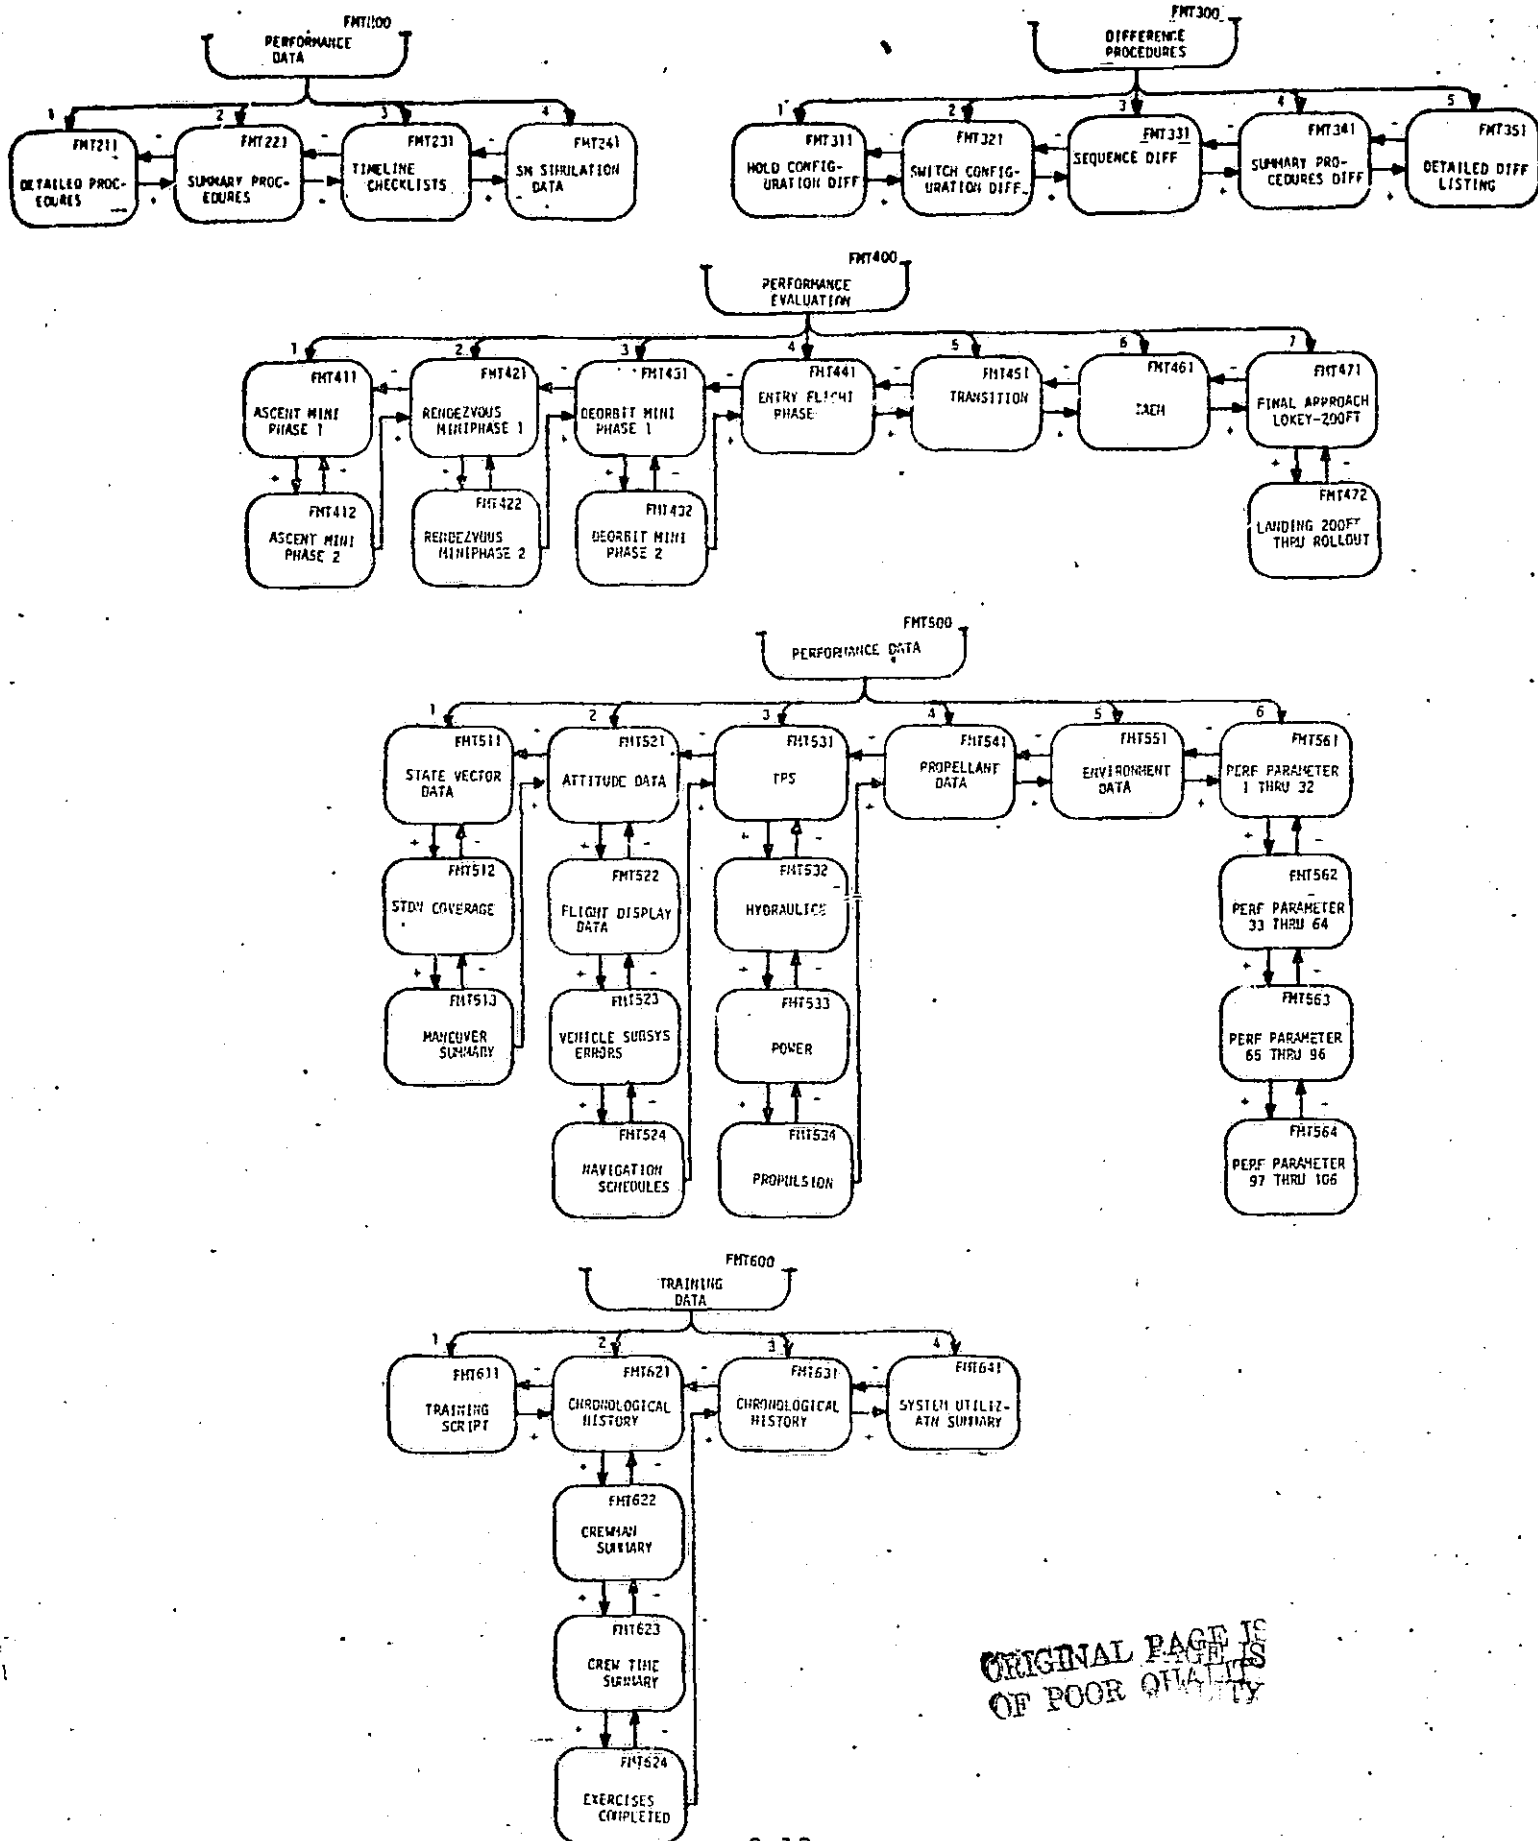 PERFORMANCE
DATA
1
2
3
4
FMT211
DETAILED PROC-
EDURES
FMT221
SUMMARY PROC-
EDURES
FMT231
TIMELINE
CHECKLISTS
FMT241
SM SIMULATION
DATA
FMT300
DIFFERENCE
PROCEDURES
1
2
3
4
5
FMT311
HOLD CONFIG-
URATION DIFF
FMT321
SWITCH CONFIG-
URATION DIFF
FMT331
SEQUENCE DIFF
FMT341
SUMMARY PRO-
CEDURES DIFF
FMT351
DETAILED DIFF
LISTING
FMT400
PERFORMANCE
EVALUATION
1
2
3
4
5
6
7
FMT411
ASCENT MINI
PHASE 1
FMT421
RENDEZVOUS
MINIPHASE 1
FMT431
DEORBIT MINI
PHASE 1
FMT441
ENTRY FLIGHT
PHASE
FMT451
TRANSITION
FMT461
FMT471
FINAL APPROACH
LOKEY-200FT
FMT412
ASCENT MINI
PHASE 2
FMT422
RENDEZVOUS
MINIPHASE 2
FMT432
DEORBIT MINI
PHASE 2
FMT472
LANDING 200FT
THRU ROLLOUT
FMT500
PERFORMANCE DATA
1
2
3
4
5
6
FMT511
STATE VECTOR
DATA
FMT521
ATTITUDE DATA
FMT531
TPS
FMT541
PROPELLANT
DATA
FMT551
ENVIRONMENT
DATA
FMT561
PERF PARAMETER
1 THRU 32
FMT512
STDN COVERAGE
FMT522
FLIGHT DISPLAY
DATA
FMT532
HYDRAULICS
FMT562
PERF PARAMETER
33 THRU 64
FMT513
MANEUVER
SUMMARY
FMT523
VEHICLE SUBSYS
ERRORS
FMT533
POWER
FMT563
PERF PARAMETER
65 THRU 96
FMT524
NAVIGATION
SCHEDULES
FMT534
PROPULSION
FMT564
PERF PARAMETER
97 THRU 106
FMT600
TRAINING
DATA
1
2
3
4
FMT611
TRAINING
SCRIPT
FMT621
CHRONOLOGICAL
HISTORY
FMT631
CHRONOLOGICAL
HISTORY
FMT641
SYSTEM UTILIZ-
ATN SUMMARY
FMT622
CREWMAN
SUMMARY
FMT623
CREW TIME
SUMMARY
FMT624
EXERCISES
COMPLETED
ORIGINAL PAGE IS
OF POOR QUALITY